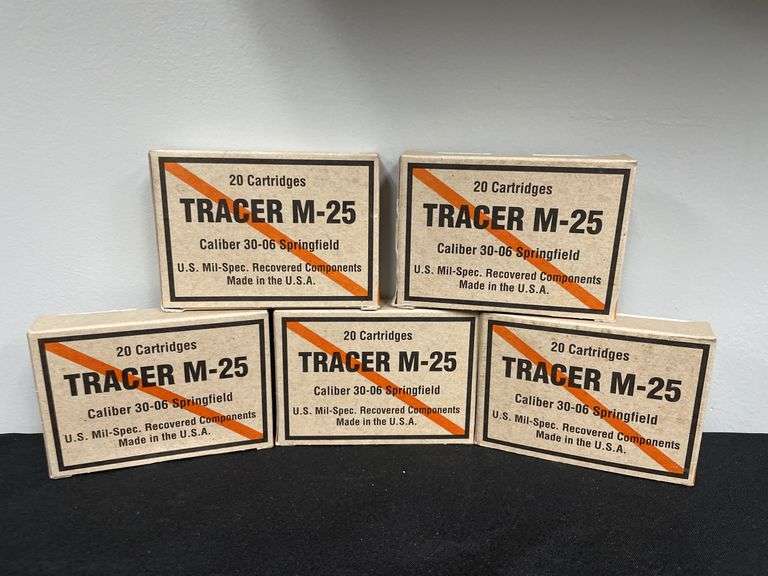 20 Cartridges
TRACER M-25
Caliber 30-06 Springfield
U.S. Mil-Spec. Recovered Components
Made in the U.S.A.
20 Cartridges
TRACER M-25
Caliber 30-06 Springfield
U.S. Mil-Spec. Recovered Components
Made in the U.S.A.
20 Cartridges
TRACER M-25
Caliber 30-06 Springfield
U.S. Mil-Spec. Recovered Components
Made in the U.S.A.
20 Cartridges
TRACER M-25
Caliber 30-06 Springfield
U.S. Mil-Spec. Recovered Components
Made in the U.S.A.
20 Cartridges
TRACER M-25
Caliber 30-06 Springfield
U.S. Mil-Spec. Recovered Components
Made in the U.S.A.